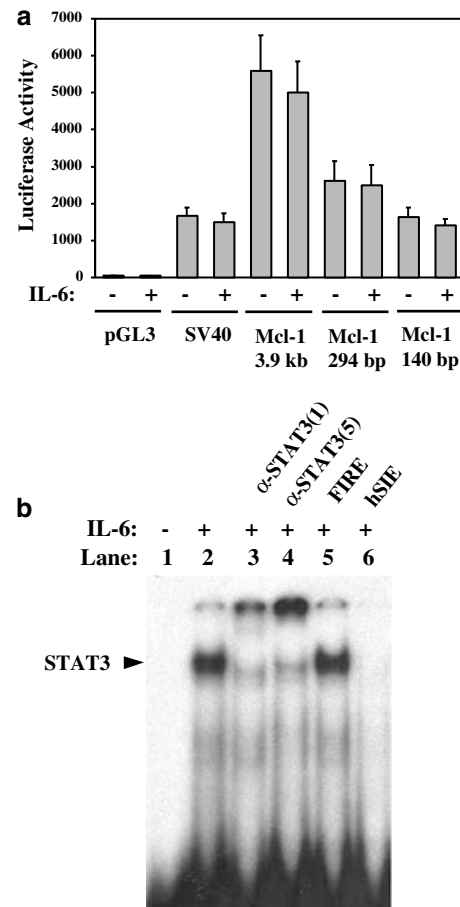 a
7000
6000
5000
4000
3000
2000
1000
0
Luciferase Activity
IL-6: - + - + - + - + - +
pGL3 SV40 Mcl-1 3.9 kb Mcl-1 294 bp Mcl-1 140 bp
α-STAT3(1) α-STAT3(5) FIRE hSIE
b
IL-6: - + + + + +
Lane: 1 2 3 4 5 6
STAT3